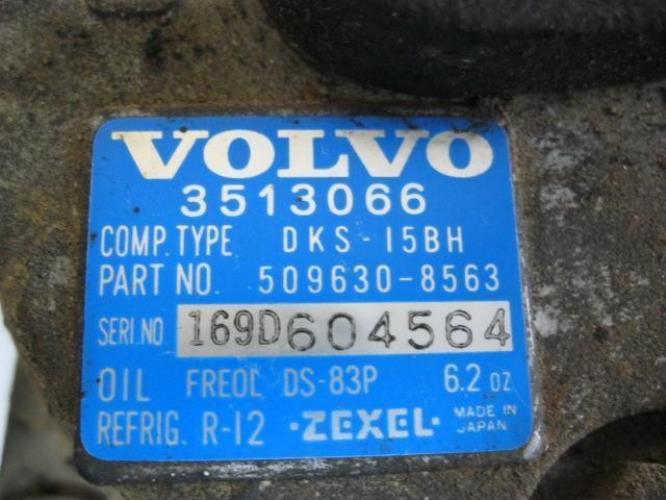 VOLVO
3513066
COMP. TYPE DKS-15BH
PART NO. 509630-8563
SERI NO 169D604564
OIL FREOL DS-83P 6.2 OZ
REFRIG. R-12 ·ZEXEL· MADE IN
JAPAN